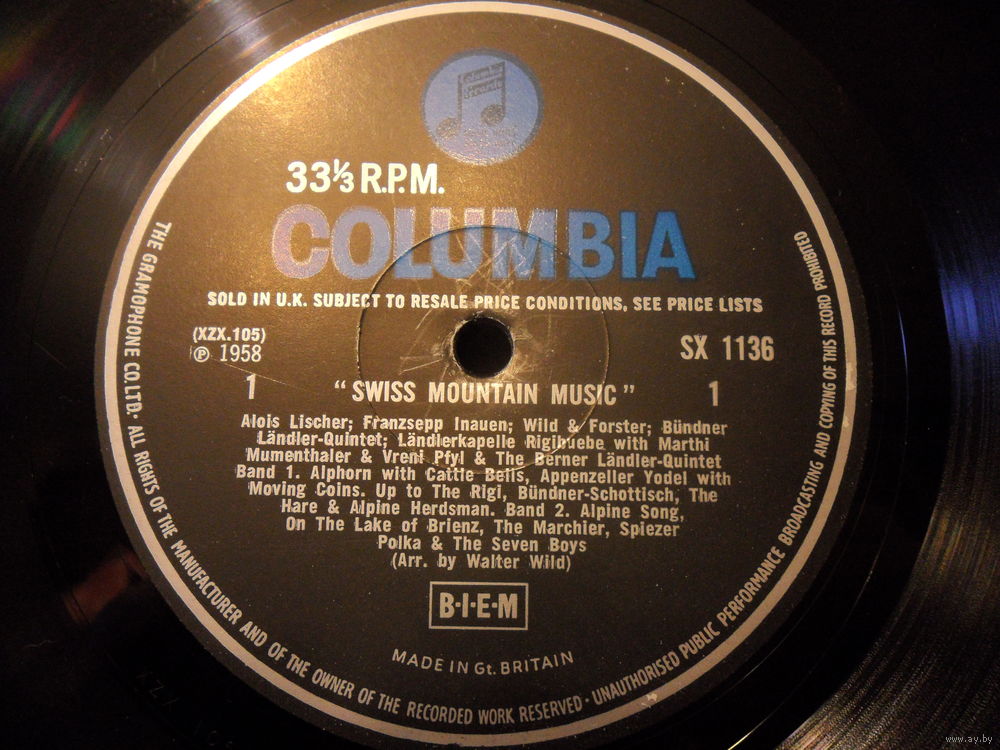 Columbia
Records
33⅓ R.P.M.
COLUMBIA
SOLD IN U.K. SUBJECT TO RESALE PRICE CONDITIONS, SEE PRICE LISTS
(XZX.105)
℗ 1958
SX 1136
1 "SWISS MOUNTAIN MUSIC" 1
Alois Lischer; Franzsepp Inauen; Wild & Forster; Bündner
Ländler-Quintet; Ländlerkapelle Rigibuebe with Marthi
Mumenthaler & Vreni Pfyl & The Berner Ländler-Quintet
Band 1. Alphorn with Cattle Bells, Appenzeller Yodel with
Moving Coins. Up to The Rigi, Bündner-Schottisch, The
Hare & Alpine Herdsman. Band 2. Alpine Song,
On The Lake of Brienz, The Marchier, Spiezer
Polka & The Seven Boys
(Arr. by Walter Wild)
B·I·E·M
MADE IN Gt. BRITAIN
THE GRAMOPHONE CO. LTD. · ALL RIGHTS OF THE MANUFACTURER AND OF THE OWNER OF THE RECORDED WORK RESERVED · UNAUTHORISED PUBLIC PERFORMANCE BROADCASTING AND COPYING OF THIS RECORD PROHIBITED
www.ay.by